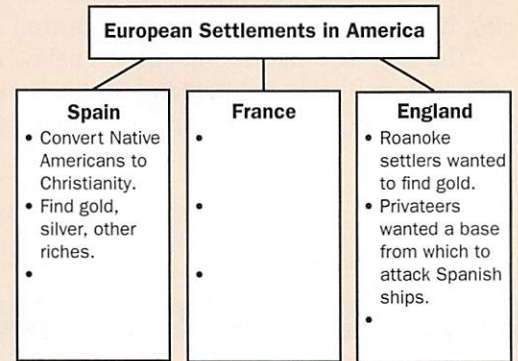 European Settlements in America
Spain
• Convert Native
Americans to
Christianity.
• Find gold,
silver, other
riches.
•
France
•
•
•
England
• Roanoke
settlers wanted
to find gold.
• Privateers
wanted a base
from which to
attack Spanish
ships.
•